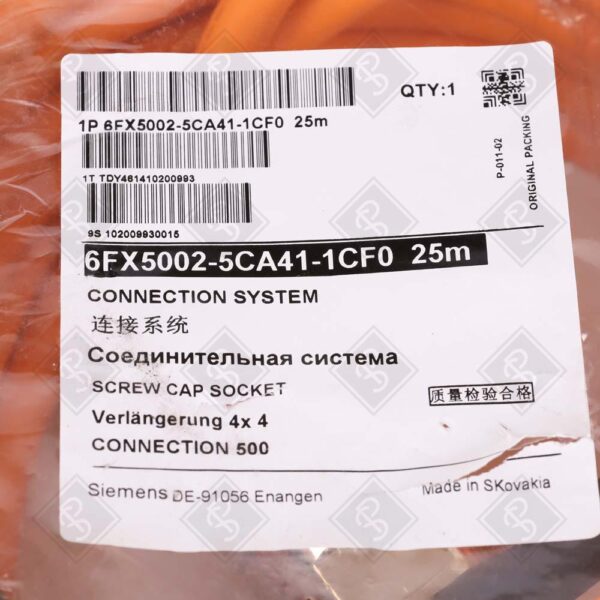 QTY:1
1P 6FX5002-5CA41-1CF0 25m
1T TDY461410200993
9S 102009930015
P-011-02
ORIGINAL PACKING
6FX5002-5CA41-1CF0 25m
CONNECTION SYSTEM
连接系统
Соединительная система
SCREW CAP SOCKET
质量检验合格
Verlängerung 4x 4
CONNECTION 500
Siemens DE-91056 Enangen
Made in SKovakia